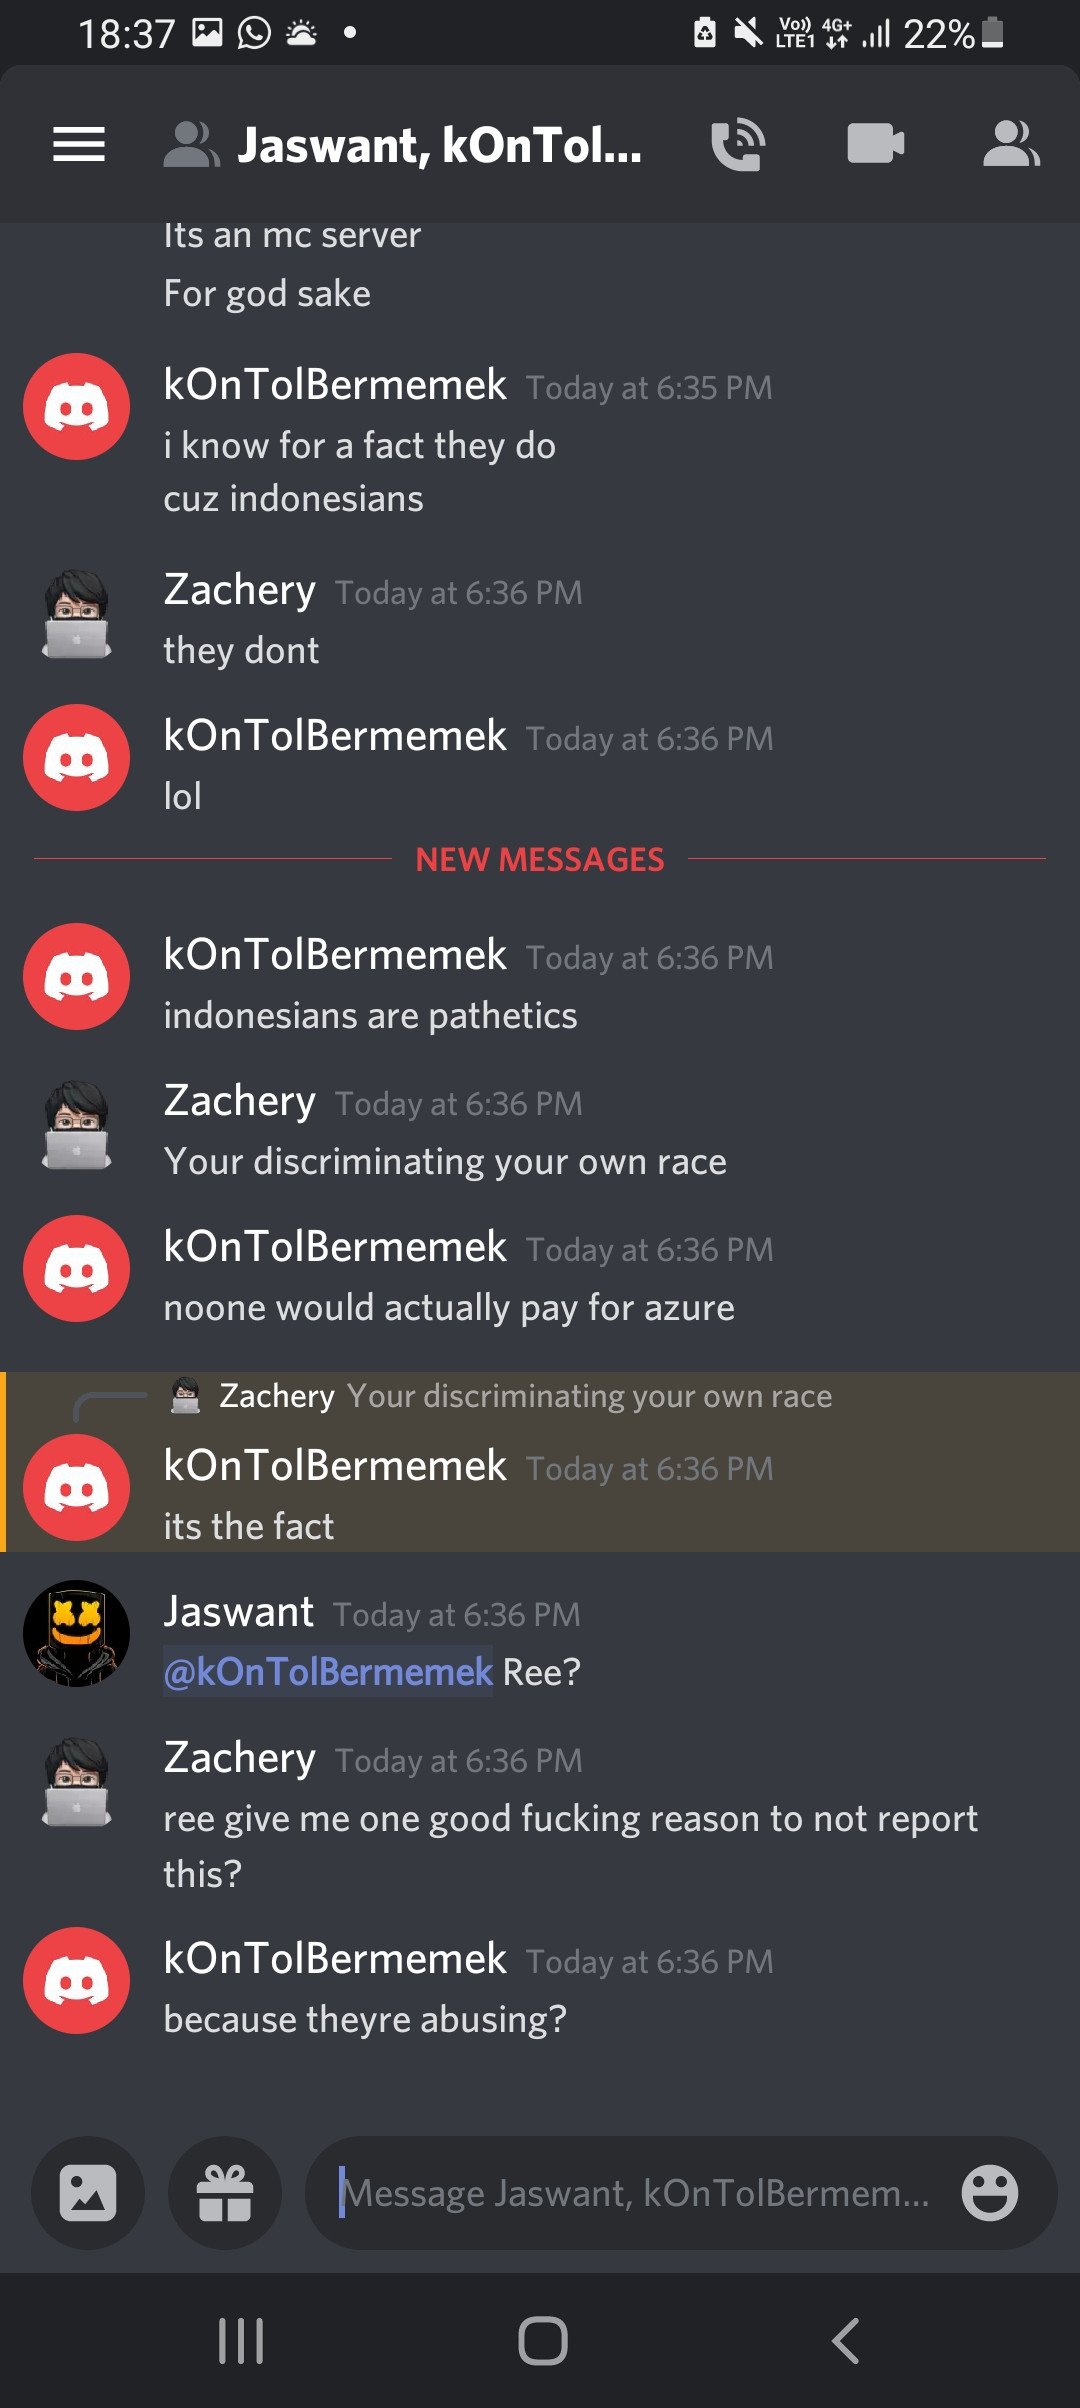 18:37
Vo)) LTE1 4G+ 22%
Jaswant, kOnTol...
Its an mc server
For god sake
kOnTolBermemek Today at 6:35 PM
i know for a fact they do
cuz indonesians
Zachery Today at 6:36 PM
they dont
kOnTolBermemek Today at 6:36 PM
lol
NEW MESSAGES
kOnTolBermemek Today at 6:36 PM
indonesians are pathetics
Zachery Today at 6:36 PM
Your discriminating your own race
kOnTolBermemek Today at 6:36 PM
noone would actually pay for azure
Zachery Your discriminating your own race
kOnTolBermemek Today at 6:36 PM
its the fact
Jaswant Today at 6:36 PM
@kOnTolBermemek Ree?
Zachery Today at 6:36 PM
ree give me one good fucking reason to not report
this?
kOnTolBermemek Today at 6:36 PM
because theyre abusing?
Message Jaswant, kOnTolBermem...